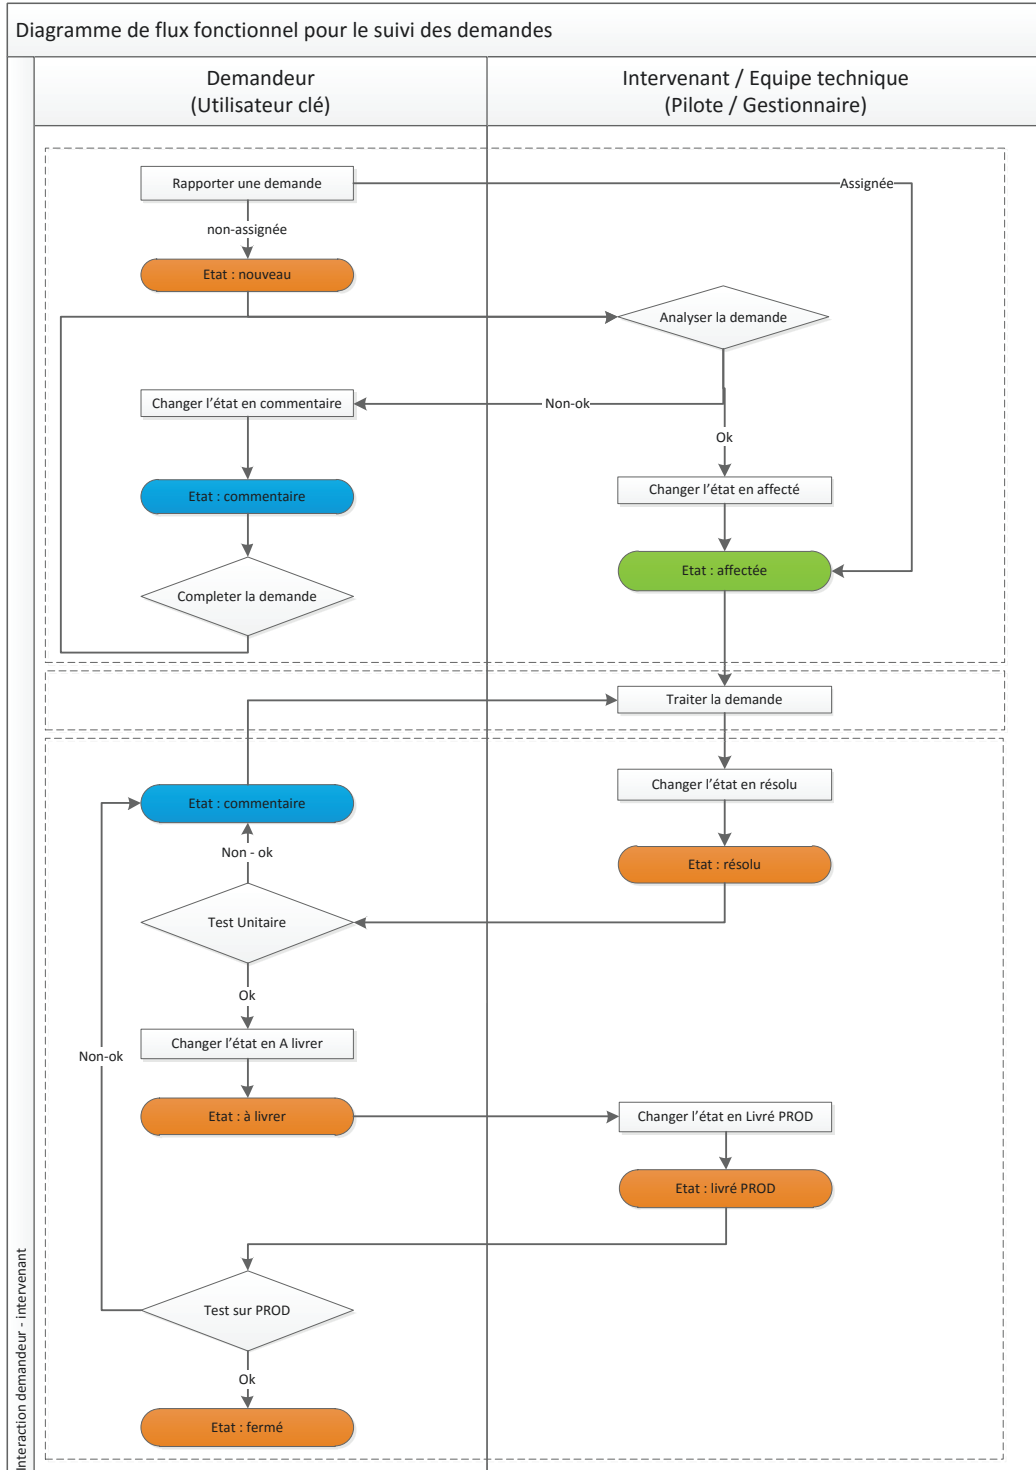 Diagramme de flux fonctionnel pour le suivi des demandes
Demandeur
(Utilisateur clé)
Intervenant / Equipe technique
(Pilote / Gestionnaire)
Rapporter une demande
Assignée
non-assignée
Etat : nouveau
Analyser la demande
Changer l'état en commentaire
Non-ok
Ok
Etat : commentaire
Changer l'état en affecté
Etat : affectée
Completer la demande
Traiter la demande
Changer l'état en résolu
Etat : commentaire
Non - ok
Etat : résolu
Test Unitaire
Ok
Changer l'état en A livrer
Non-ok
Etat : à livrer
Changer l'état en Livré PROD
Etat : livré PROD
Test sur PROD
Ok
Etat : fermé
Interaction demandeur - intervenant